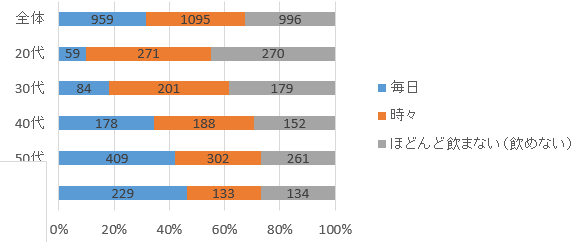 全体 959 1095 996
20代 59 271 270
30代 84 201 179
40代 178 188 152
50代 409 302 261
229 133 134
0% 20% 40% 60% 80% 100%
毎日
時々
ほどんど飲まない(飲めない)